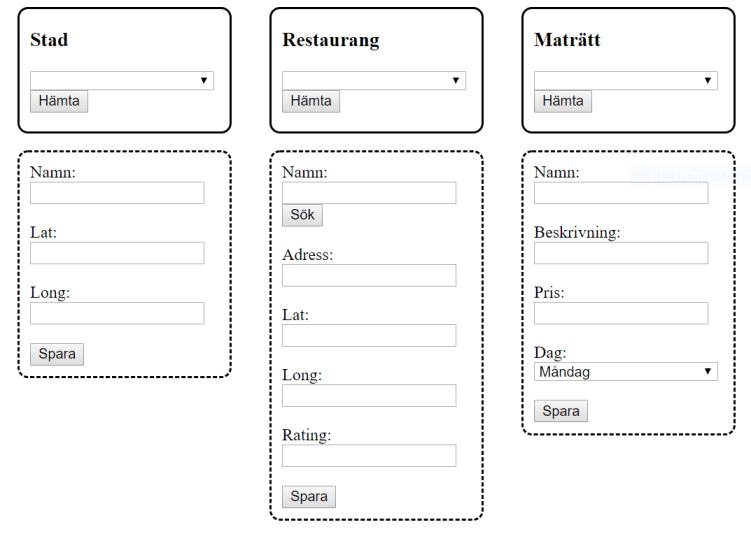 Stad
Hämta
Namn:
Lat:
Long:
Spara
Restaurang
Hämta
Namn:
Sök
Adress:
Lat:
Long:
Rating:
Spara
Maträtt
Hämta
Namn:
Beskrivning:
Pris:
Dag:
Måndag
Spara